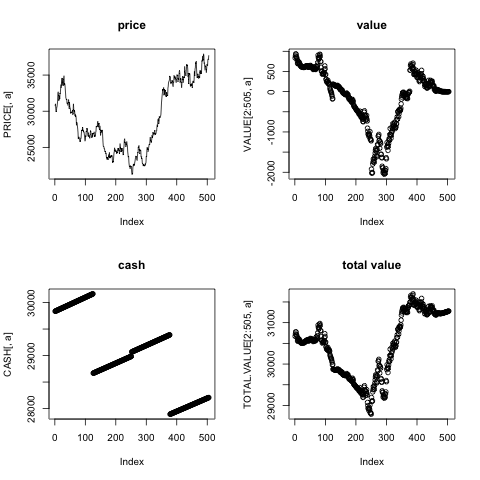 price
PRICE[, a]
35000
30000
25000
0 100 200 300 400 500
Index
value
VALUE[2:505, a]
500
0
-1000
-2000
0 100 200 300 400 500
Index
cash
CASH[, a]
30000
29000
28000
0 100 200 300 400 500
Index
total value
TOTAL.VALUE[2:505, a]
31000
30000
29000
0 100 200 300 400 500
Index